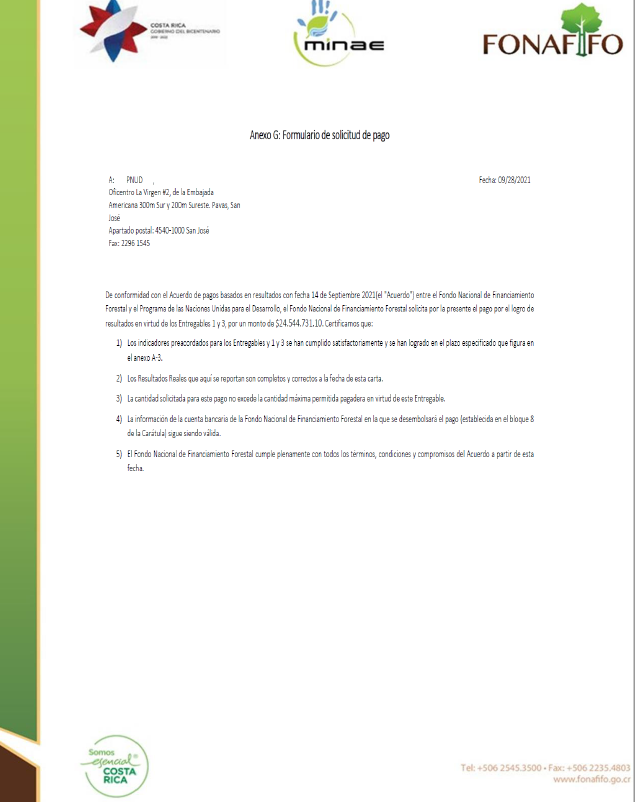 COSTA RICA
GOBIERNO DEL BICENTENARIO
minae
FONAFIFO
Anexo G: Formulario de solicitud de pago
A: PNUD ,
Fecha: 09/28/2021
Oficentro La Virgen #2, de la Embajada
Americana 300m Sur y 200m Sureste. Pavas, San
José
Apartado postal: 4540-1000 San José
Fax: 2296 1545
De conformidad con el Acuerdo de pagos basados en resultados con fecha 14 de Septiembre 2021(el "Acuerdo") entre el Fondo Nacional de Financiamiento
Forestal y el Programa de las Naciones Unidas para el Desarrollo, el Fondo Nacional de Financiamiento Forestal solicita por la presente el pago por el logro de
resultados en virtud de los Entregables 1 y 3, por un monto de $24.544.731.10. Certificamos que:
1) Los indicadores preacordados para los Entregables y 1 y 3 se han cumplido satisfactoriamente y se han logrado en el plazo especificado que figura en
el anexo A-3.
2) Los Resultados Reales que aquí se reportan son completos y correctos a la fecha de esta carta.
3) La cantidad solicitada para este pago no excede la cantidad máxima permitida pagadera en virtud de este Entregable.
4) La información de la cuenta bancaria de la Fondo Nacional de Financiamiento Forestal en la que se desembolsará el pago (establecida en el bloque 8
de la Carátula) sigue siendo válida.
5) El Fondo Nacional de Financiamiento Forestal cumple plenamente con todos los términos, condiciones y compromisos del Acuerdo a partir de esta
fecha.
Somos
esencial
COSTA
RICA
Tel: +506 2545.3500 • Fax: +506 2235.4803
www.fonafifo.go.cr